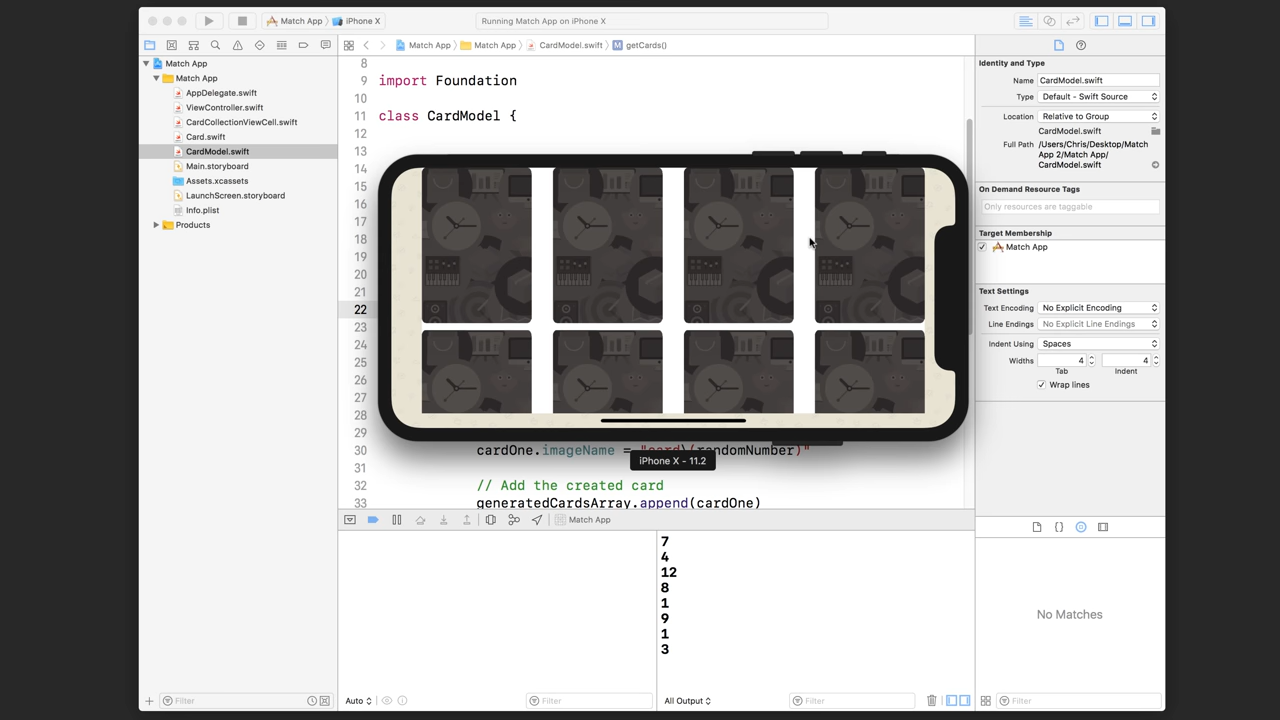 Match App
iPhone X
Running Match App on iPhone X
Match App
Match App
CardModel.swift
M getCards()
Match App
Match App
AppDelegate.swift
ViewController.swift
CardCollectionViewCell.swift
Card.swift
CardModel.swift
Main.storyboard
Assets.xcassets
LaunchScreen.storyboard
Info.plist
Products
8
9 import Foundation
10
11 class CardModel {
12
13
14
15
16
17
18
19
20
21
22
23
24
25
26
27
28
29
30 cardOne.imageName = "card\(randomNumber)"
31
32 // Add the created card
33 generatedCardsArray.append(cardOne)
iPhone X - 11.2
Match App
7
4
12
8
1
9
1
3
Filter
Auto
Filter
All Output
Filter
Identity and Type
Name CardModel.swift
Type Default - Swift Source
Location Relative to Group
CardModel.swift
Full Path /Users/Chris/Desktop/Match
App 2/Match App/
CardModel.swift
On Demand Resource Tags
Only resources are taggable
Target Membership
Match App
Text Settings
Text Encoding No Explicit Encoding
Line Endings No Explicit Line Endings
Indent Using Spaces
Widths 4 4
Tab Indent
Wrap lines
No Matches
Filter